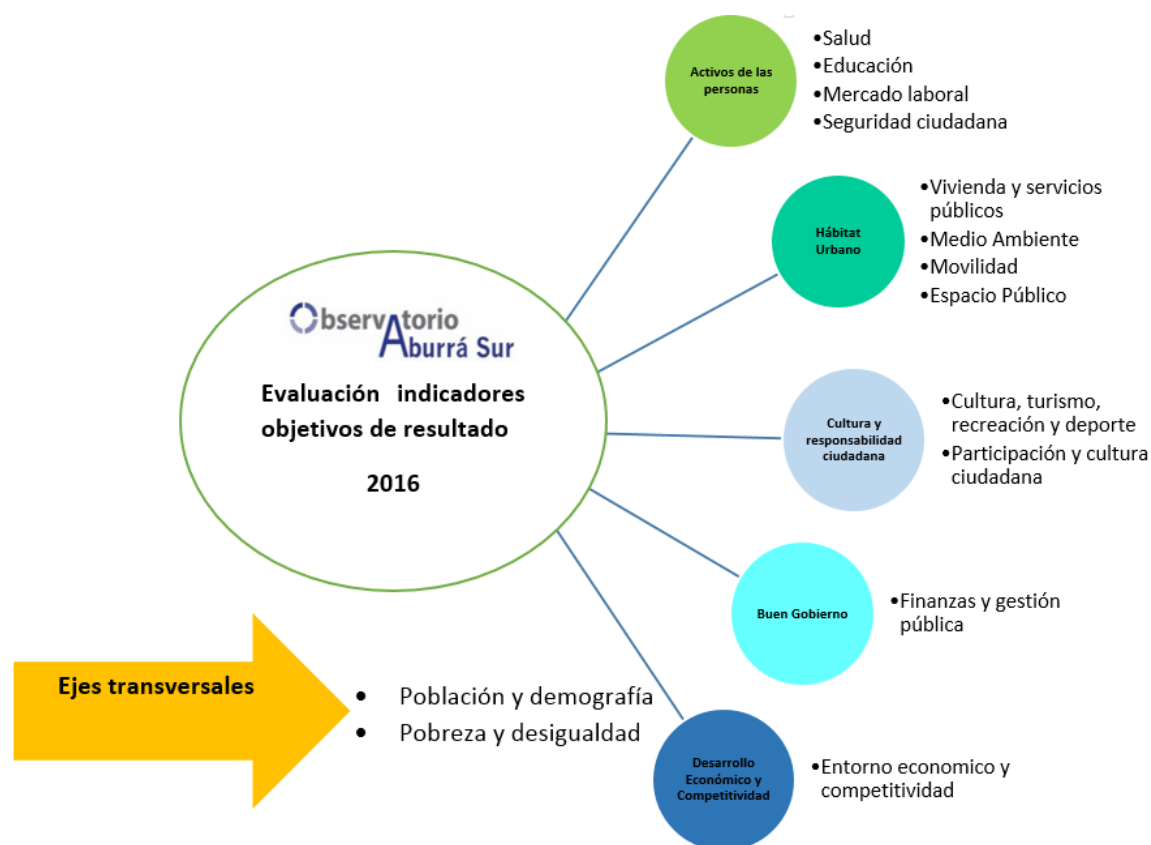 Activos de las
personas
•Salud
•Educación
•Mercado laboral
•Seguridad ciudadana
Hábitat
Urbano
•Vivienda y servicios
públicos
•Medio Ambiente
•Movilidad
•Espacio Público
Observatorio
Aburrá Sur
Evaluación indicadores
objetivos de resultado
2016
Cultura y
responsabilidad
ciudadana
•Cultura, turismo,
recreación y deporte
•Participación y cultura
ciudadana
Buen Gobierno
•Finanzas y gestión
pública
Ejes transversales
• Población y demografía
• Pobreza y desigualdad
Desarrollo
Económico y
Competitividad
•Entorno economico y
competitividad